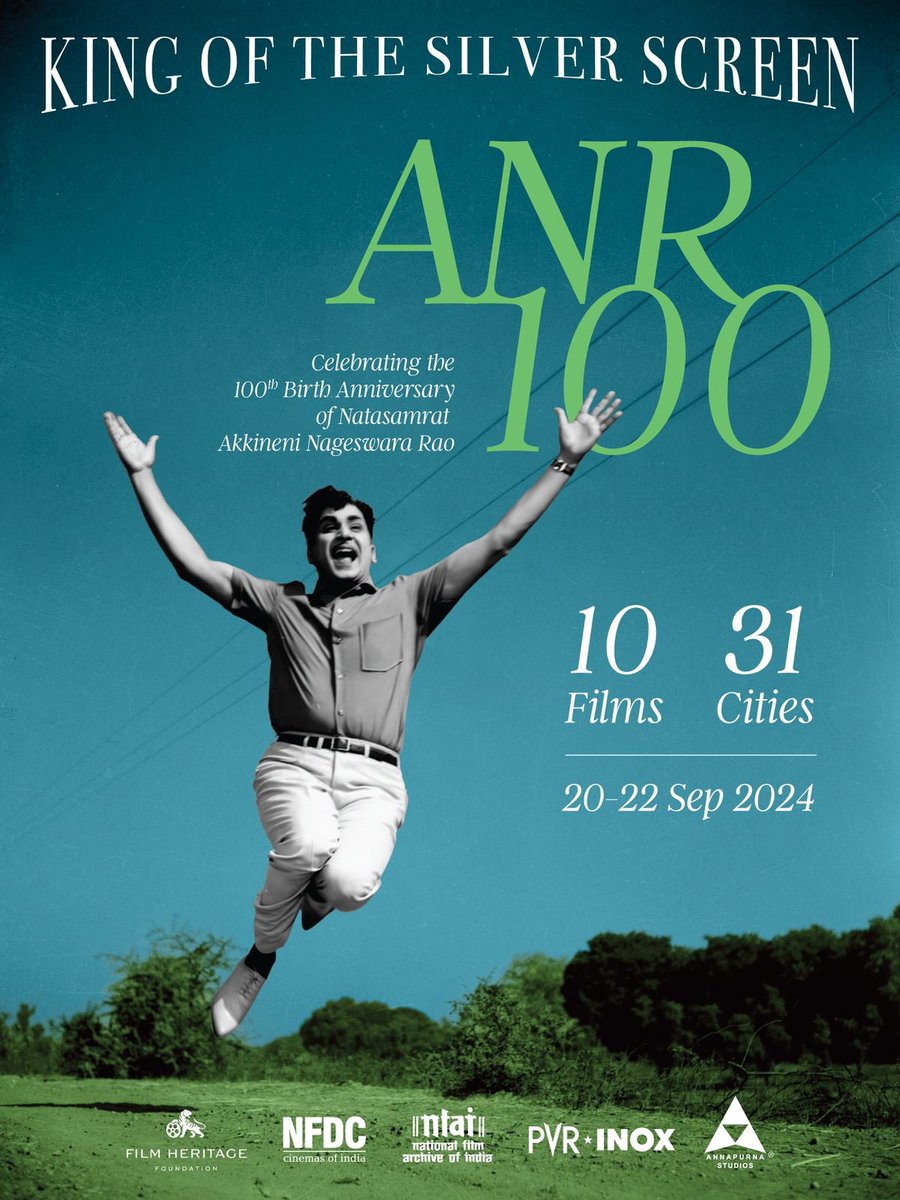 KING OF THE SILVER SCREEN
ANR
100
Celebrating the
100th Birth Anniversary
of Natasamrat
Akkineni Nageswara Rao
10 31
Films Cities
20-22 Sep 2024
FILM HERITAGE
FOUNDATION
NFDC
cinemas of india
nfai
national film
archive of india
PVR INOX
ANNAPURNA
STUDIOS